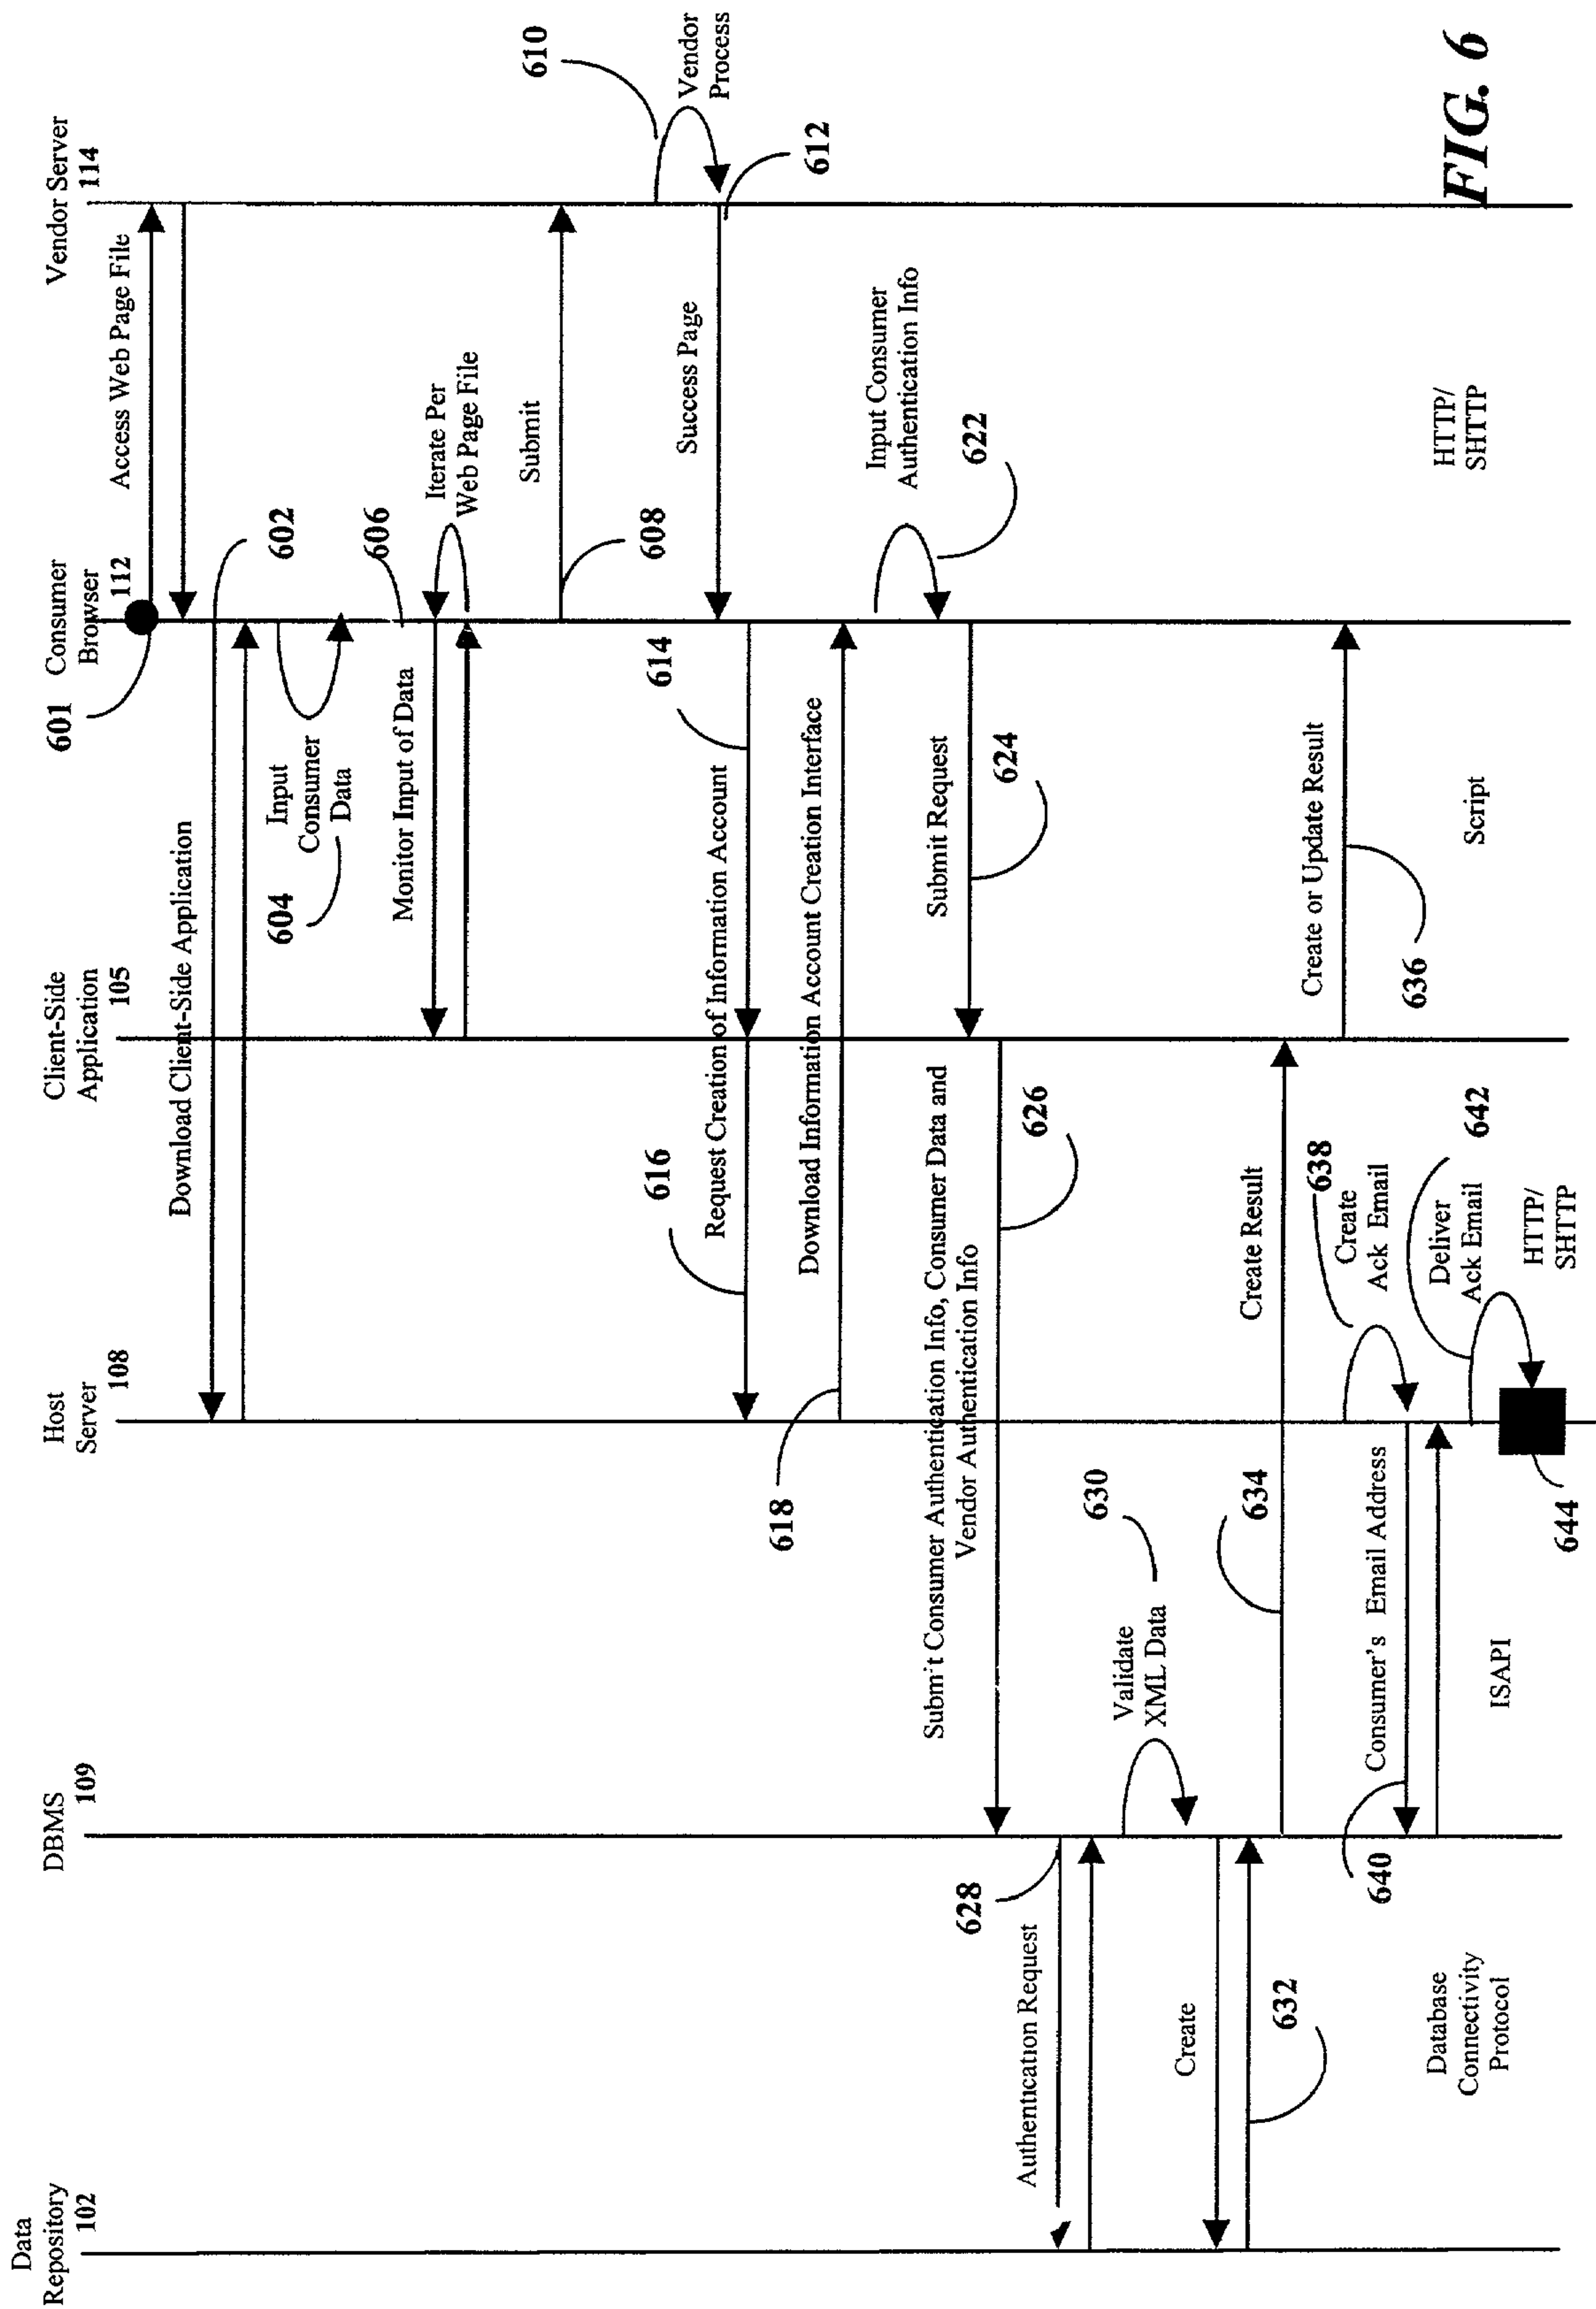 Data
Repository
102
DBMS
109
Host
Server
108
Client-Side
Application
105
Consumer
Browser
112
Vendor Server
114
601
Access Web Page File
Download Client-Side Application
602
Input
Consumer
Data
604
606
Monitor Input of Data
Iterate Per
Web Page File
Submit
608
610
Vendor
Process
612
Success Page
614
616
Request Creation of Information Account
618
Download Information Account Creation Interface
Input Consumer
Authentication Info
622
Submit Request
624
Submit Consumer Authentication Info, Consumer Data and
Vendor Authentication Info
626
628
Authentication Request
630
Validate
XML Data
Create
632
634
Create Result
Create or Update Result
636
638
Create
Ack Email
Consumer's Email Address
640
642
Deliver
Ack Email
644
Database
Connectivity
Protocol
ISAPI
HTTP/
SHTTP
Script
HTTP/
SHTTP
FIG. 6